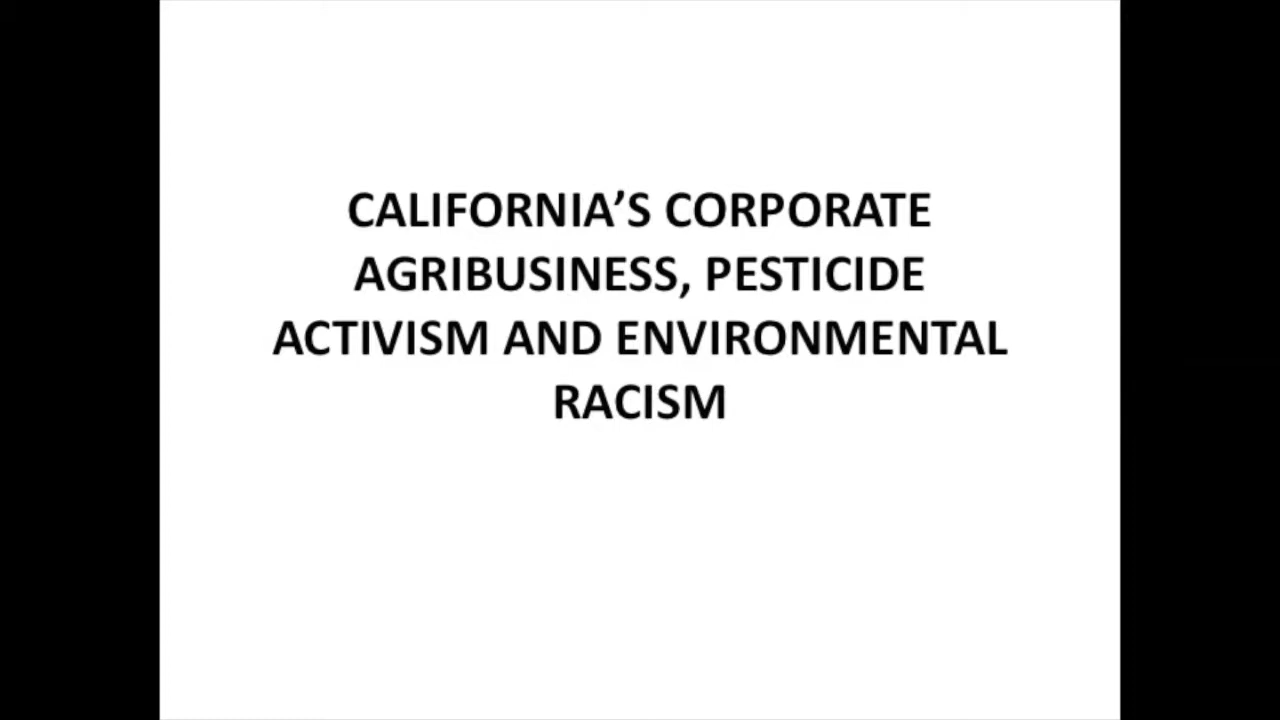 CALIFORNIA’S CORPORATE
AGRIBUSINESS, PESTICIDE
ACTIVISM AND ENVIRONMENTAL
RACISM